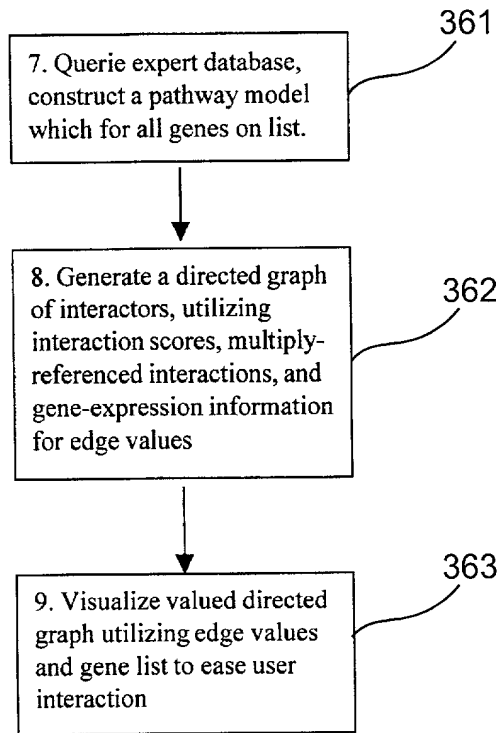 361
7. Querie expert database,
construct a pathway model
which for all genes on list.
8. Generate a directed graph
of interactors, utilizing
interaction scores, multiply-
referenced interactions, and
gene-expression information
for edge values
362
9. Visualize valued directed
graph utilizing edge values
and gene list to ease user
interaction
363